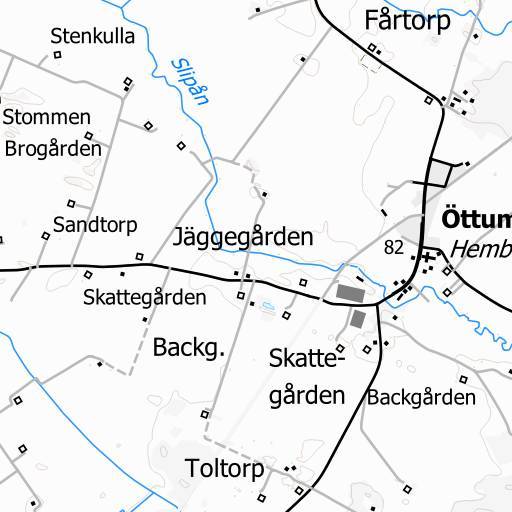 Fårtorp
Stenkulla
Slipån
Stommen
Brogården
Sandtorp
Öttum
Jäggegården
82
Hemb
Skattegården
Backg.
Skatte-
gården
Backgården
Toltorp